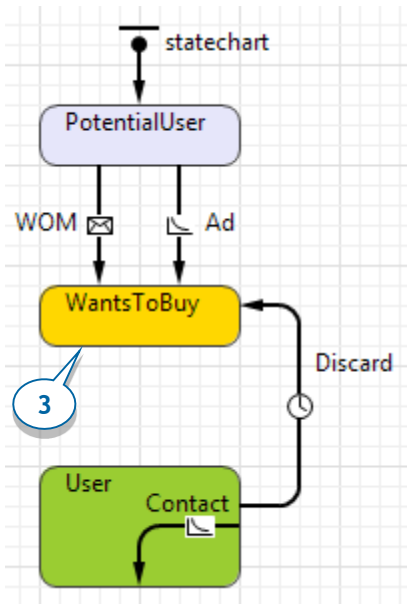 statechart
PotentialUser
WOM
Ad
WantsToBuy
Discard
3
User
Contact